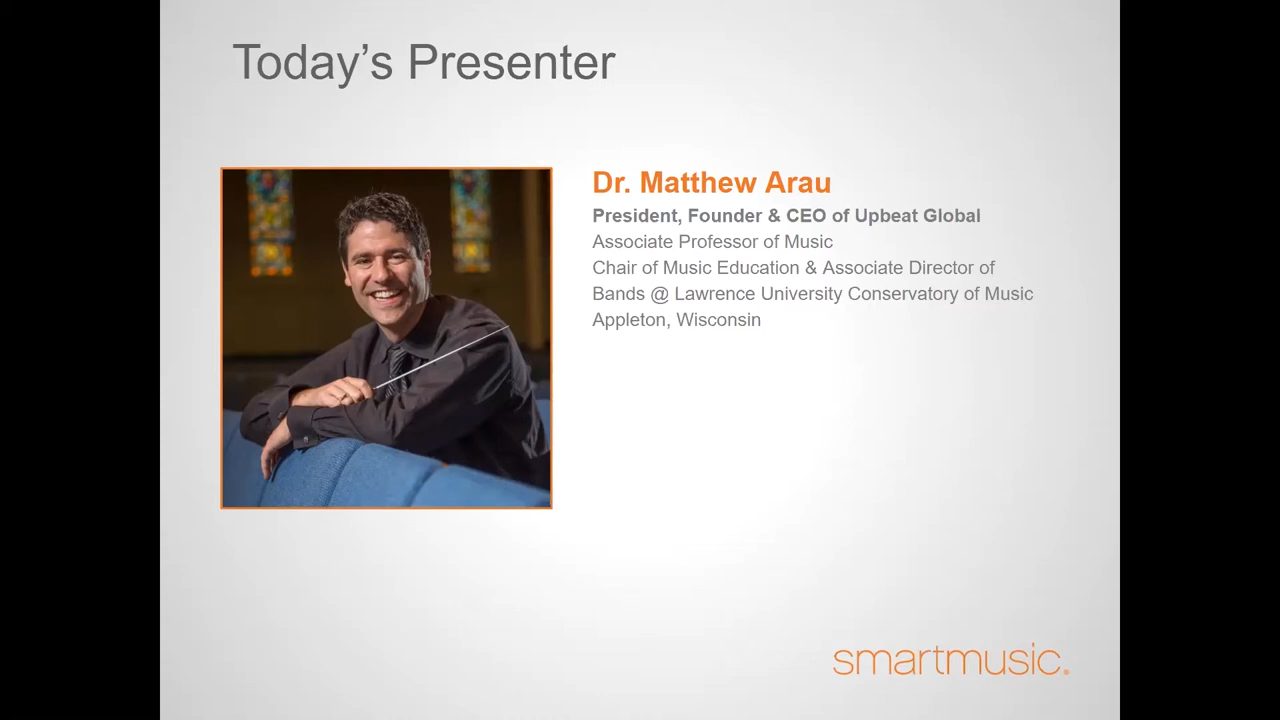 Today's Presenter
Dr. Matthew Arau
President, Founder & CEO of Upbeat Global
Associate Professor of Music
Chair of Music Education & Associate Director of
Bands @ Lawrence University Conservatory of Music
Appleton, Wisconsin
smartmusic.